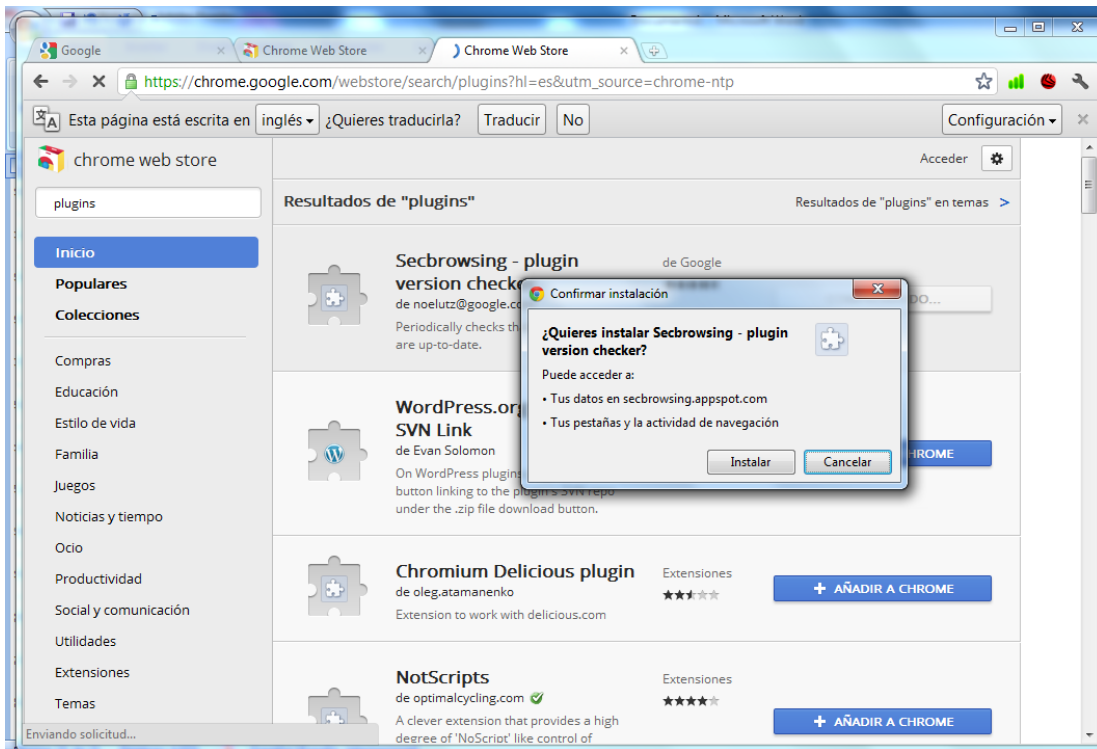 Google
Chrome Web Store
Chrome Web Store
https://chrome.google.com/webstore/search/plugins?hl=es&utm_source=chrome-ntp
Esta página está escrita en inglés ¿Quieres traducirla? Traducir No Configuración
chrome web store
Acceder
plugins
Resultados de "plugins"
Resultados de "plugins" en temas >
Inicio
Populares
Colecciones
Compras
Educación
Estilo de vida
Familia
Juegos
Noticias y tiempo
Ocio
Productividad
Social y comunicación
Utilidades
Extensiones
Temas
Secbrowsing - plugin
version
de Google
de
Periodically checks
are up-to-date.
Confirmar instalación
¿Quieres instalar Secbrowsing - plugin
version checker?
Puede acceder a:
• Tus datos en secbrowsing.appspot.com
• Tus pestañas y la actividad de navegación
Instalar Cancelar
SVN Link
de Evan Solomon
On WordPress plugins
button linking to the plugin's SVN repo
under the .zip file download button.
Chromium Delicious plugin
de oleg.atamanenko
Extension to work with delicious.com
Extensiones
+ AÑADIR A CHROME
NotScripts
de optimalcycling.com
A clever extension that provides a high
degree of 'NoScript' like control of
Extensiones
+ AÑADIR A CHROME
Enviando solicitud...